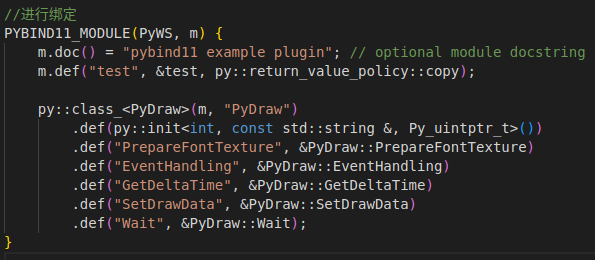 //进行绑定
PYBIND11_MODULE(PyWS, m) {
    m.doc() = "pybind11 example plugin"; // optional module docstring
    m.def("test", &test, py::return_value_policy::copy);

    py::class_<PyDraw>(m, "PyDraw")
        .def(py::init<int, const std::string &, Py_uintptr_t>())
        .def("PrepareFontTexture", &PyDraw::PrepareFontTexture)
        .def("EventHandling", &PyDraw::EventHandling)
        .def("GetDeltaTime", &PyDraw::GetDeltaTime)
        .def("SetDrawData", &PyDraw::SetDrawData)
        .def("Wait", &PyDraw::Wait);
}